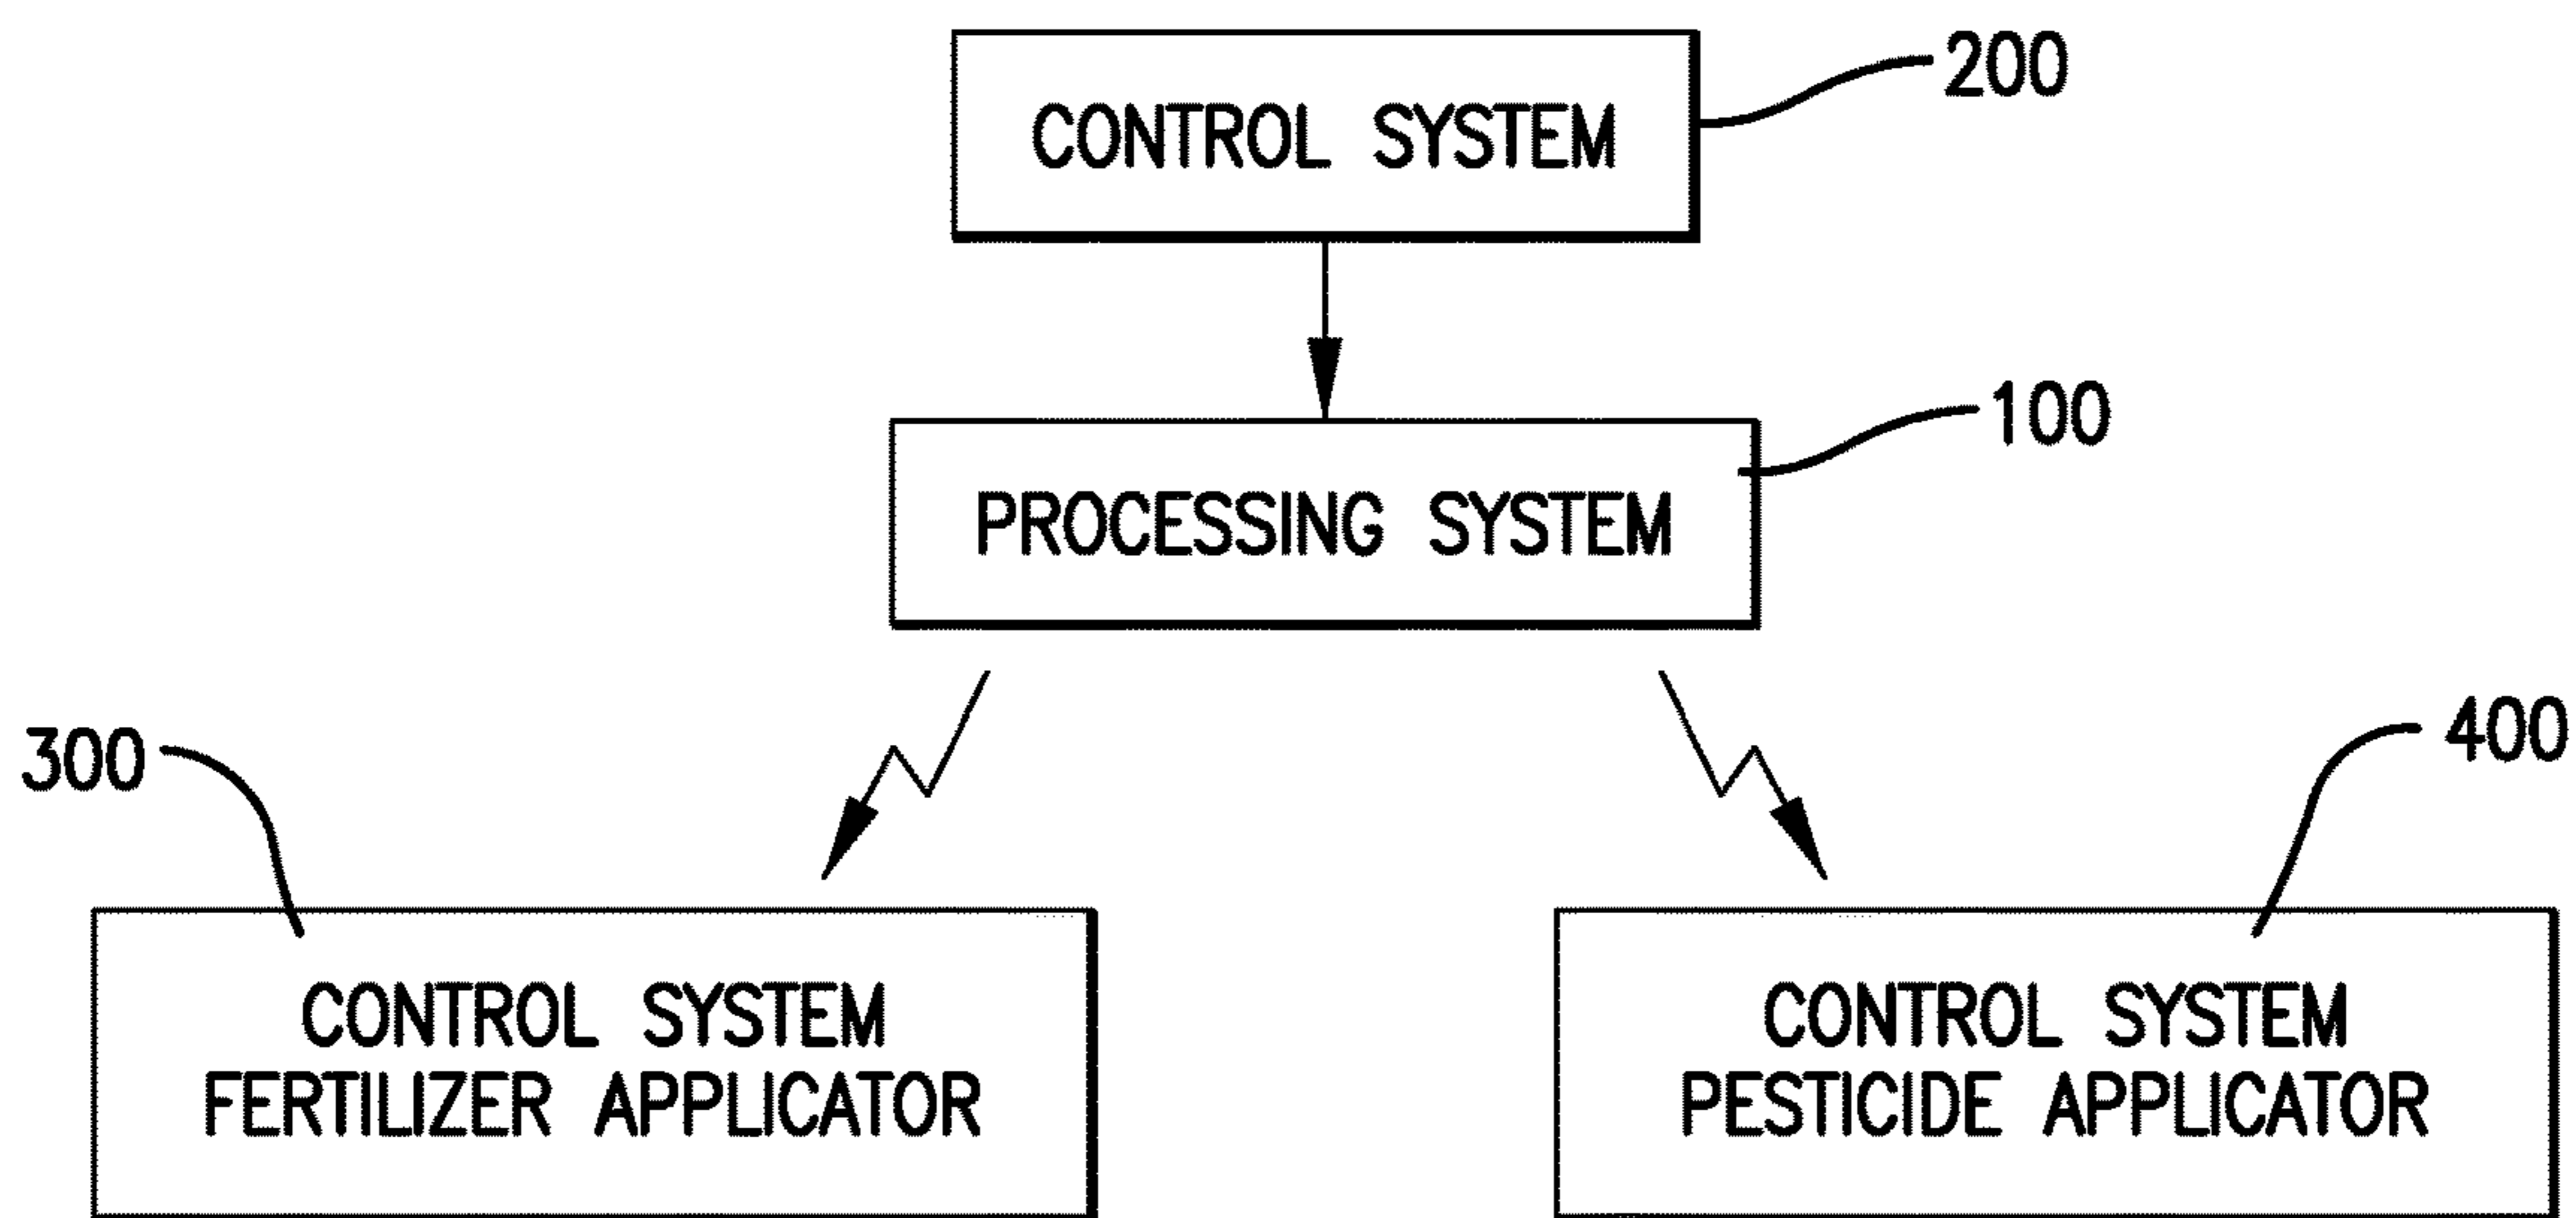 CONTROL SYSTEM
200
PROCESSING SYSTEM
100
300
400
CONTROL SYSTEM
FERTILIZER APPLICATOR
CONTROL SYSTEM
PESTICIDE APPLICATOR